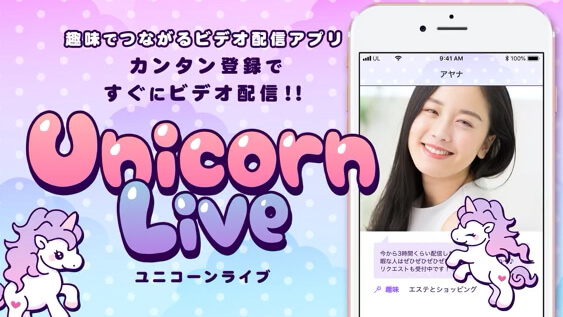 趣味でつながるビデオ配信アプリ
カンタン登録で
すぐにビデオ配信!!
Unicorn
Live
ユニコーンライブ
UL
9:41 AM
100%
アヤナ
今から3時間くらい配信し
暇な人はぜひぜひぜひ
リクエストも受付中です！
趣味 エステとショッピング